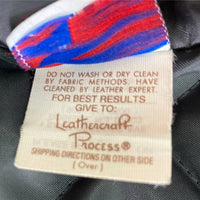 DO NOT WASH OR DRY CLEAN
BY FABRIC METHODS. HAVE
CLEANED BY LEATHER EXPERT.
FOR BEST RESULTS
GIVE TO:
Leathercraft
Process®
SHIPPING DIRECTIONS ON OTHER SIDE
(Over)